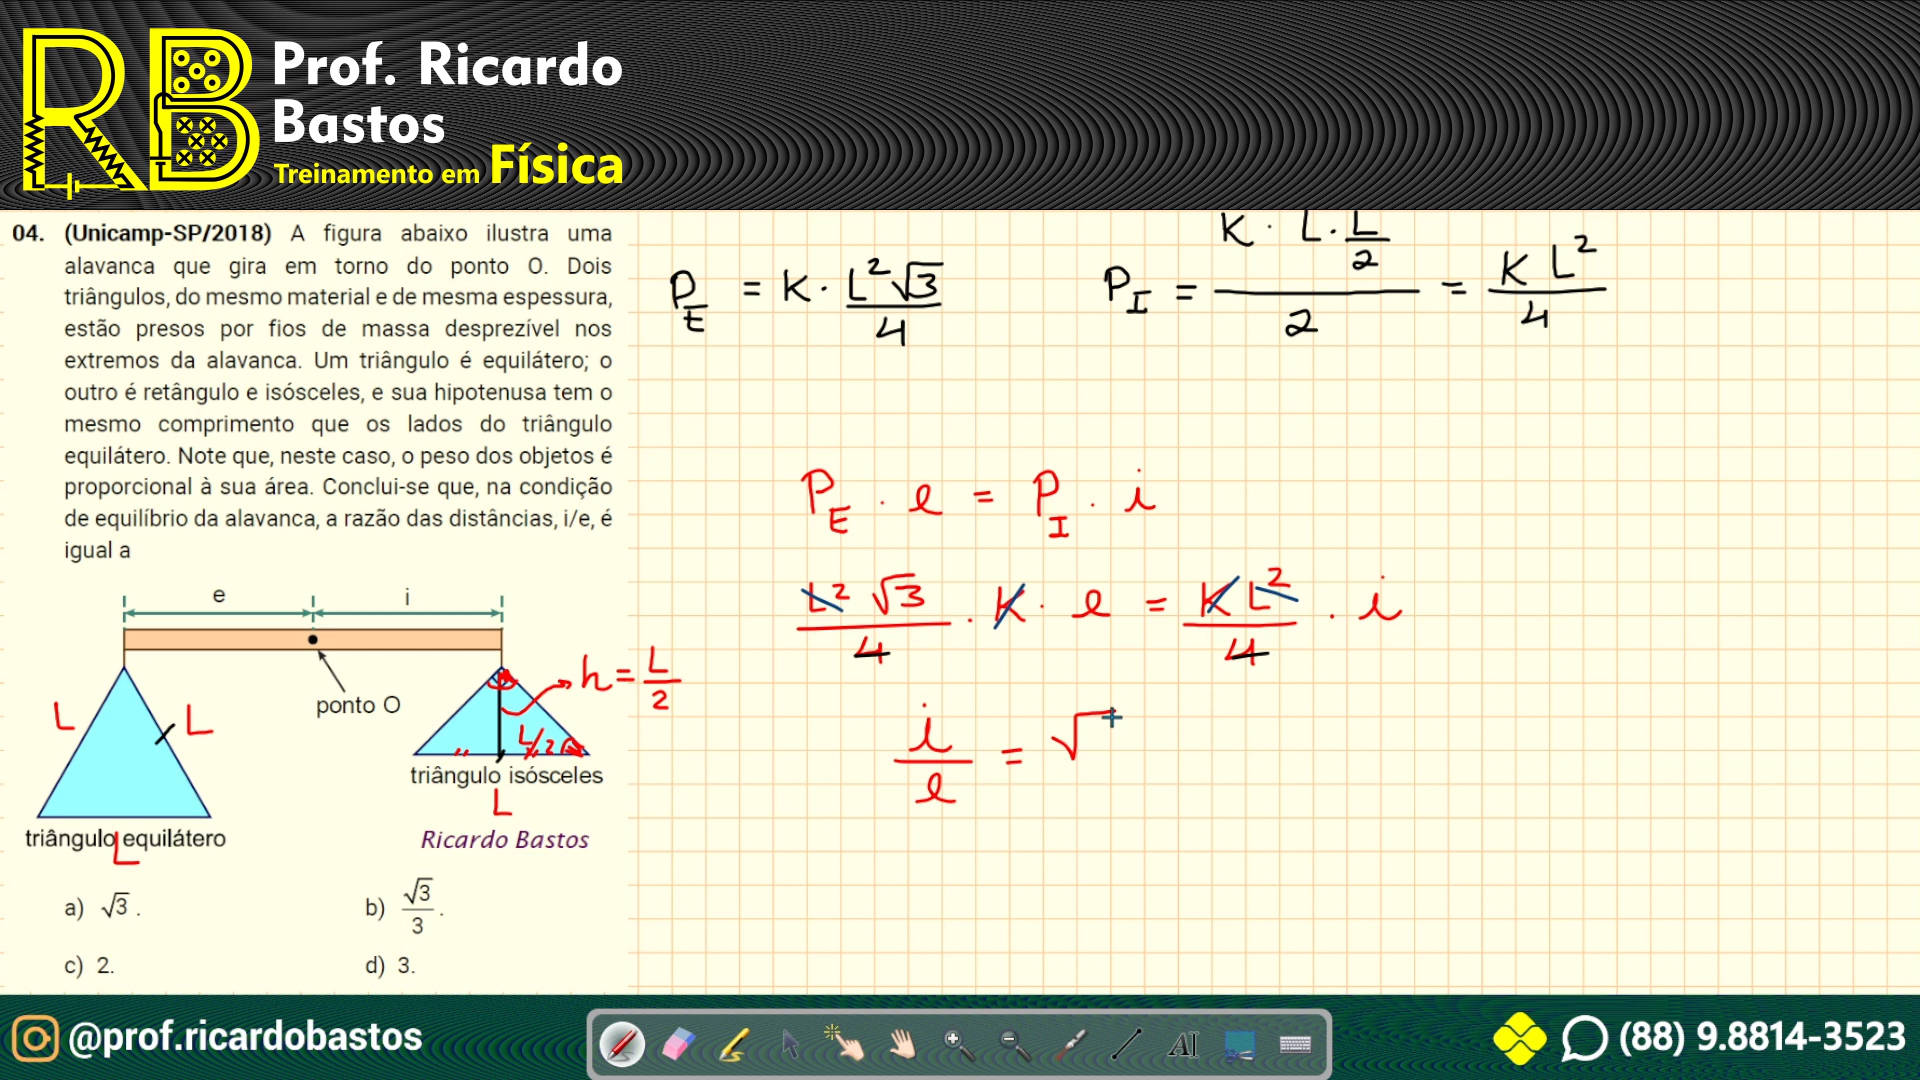 RB
Prof. Ricardo
Bastos
Treinamento em Física
04. (Unicamp-SP/2018) A figura abaixo ilustra uma
alavanca que gira em torno do ponto O. Dois
triângulos, do mesmo material e de mesma espessura,
estão presos por fios de massa desprezível nos
extremos da alavanca. Um triângulo é equilátero; o
outro é retângulo e isósceles, e sua hipotenusa tem o
mesmo comprimento que os lados do triângulo
equilátero. Note que, neste caso, o peso dos objetos é
proporcional à sua área. Conclui-se que, na condição
de equilíbrio da alavanca, a razão das distâncias, i/e, é
igual a
e i
ponto O
L L
h = L/2
L/2
triângulo isósceles
L
triângulo equilátero
L
Ricardo Bastos
a) √3 .
b) √3/3 .
c) 2.
d) 3.
P_E = K · L²√3/4
P_I = (K · L · L/2)/2 = KL²/4
P_E · e = P_I · i
L²√3/4 · K · e = KL²/4 · i
i/e = √
@prof.ricardobastos
AI
(88) 9.8814-3523